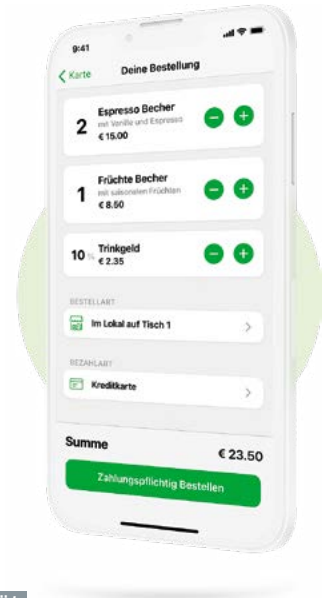 9:41
Karte
Deine Bestellung
2
Espresso Becher
mit Vanille und Espresso
€ 15.00
1
Früchte Becher
mit saisonalen Früchten
€ 8.50
10 %
Trinkgeld
€ 2.35
BESTELLART
Im Lokal auf Tisch 1
BEZAHLART
Kreditkarte
Summe
€ 23.50
Zahlungspflichtig Bestellen